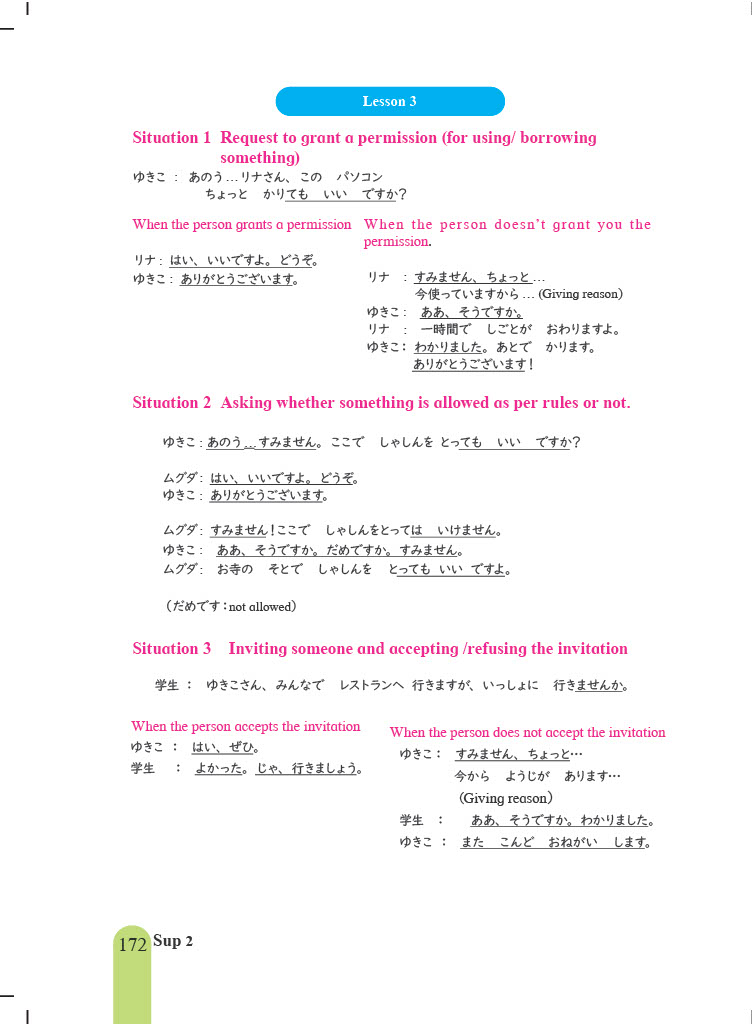 Lesson 3
Situation 1 Request to grant a permission (for using/ borrowing
something)
ゆきこ : あのう…リナさん、この パソコン
ちょっと かりても いい ですか?
When the person grants a permission
リナ : はい、いいですよ。どうぞ。
ゆきこ : ありがとうございます。
When the person doesn't grant you the
permission.
リナ : すみません、ちょっと…
今使っていますから… (Giving reason)
ゆきこ : ああ、そうですか。
リナ : 一時間で しごとが おわりますよ。
ゆきこ: わかりました。あとで かります。
ありがとうございます!
Situation 2 Asking whether something is allowed as per rules or not.
ゆきこ : あのう…すみません。ここで しゃしんを とっても いい ですか?
ムグダ : はい、いいですよ。どうぞ。
ゆきこ : ありがとうございます。
ムグダ : すみません!ここで しゃしんをとっては いけません。
ゆきこ : ああ、そうですか。だめですか。すみません。
ムグダ : お寺の そとで しゃしんを とっても いい ですよ。
(だめです:not allowed)
Situation 3 Inviting someone and accepting /refusing the invitation
学生 : ゆきこさん、みんなで レストランへ 行きますが、いっしょに 行きませんか。
When the person accepts the invitation
ゆきこ : はい、ぜひ。
学生 : よかった。じゃ、行きましょう。
When the person does not accept the invitation
ゆきこ : すみません、ちょっと…
今から ようじが あります…
(Giving reason)
学生 : ああ、そうですか。わかりました。
ゆきこ : また こんど おねがい します。
172 Sup 2